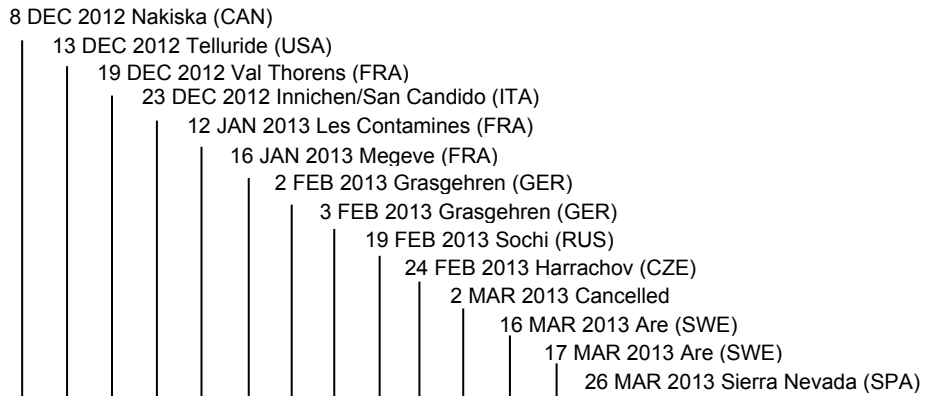 8 DEC 2012 Nakiska (CAN)
13 DEC 2012 Telluride (USA)
19 DEC 2012 Val Thorens (FRA)
23 DEC 2012 Innichen/San Candido (ITA)
12 JAN 2013 Les Contamines (FRA)
16 JAN 2013 Megeve (FRA)
2 FEB 2013 Grasgehren (GER)
3 FEB 2013 Grasgehren (GER)
19 FEB 2013 Sochi (RUS)
24 FEB 2013 Harrachov (CZE)
2 MAR 2013 Cancelled
16 MAR 2013 Are (SWE)
17 MAR 2013 Are (SWE)
26 MAR 2013 Sierra Nevada (SPA)